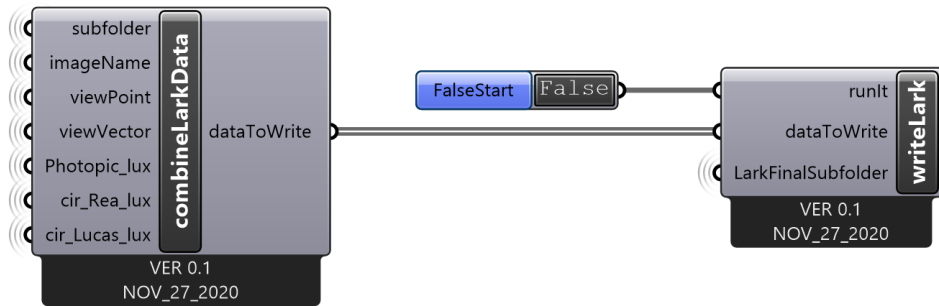 subfolder
imageName
viewPoint
viewVector
Photopic_lux
cir_Rea_lux
cir_Lucas_lux
combineLarkData
dataToWrite
VER 0.1
NOV_27_2020
FalseStart
False
runIt
dataToWrite
LarkFinalSubfolder
writeLark
VER 0.1
NOV_27_2020